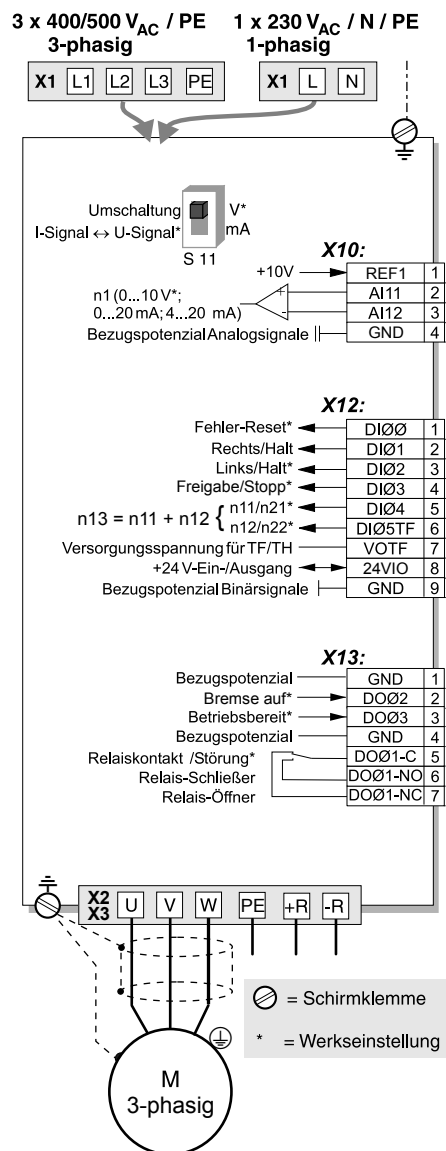 3 x 400/500 VAC / PE 1 x 230 VAC / N / PE
3-phasig 1-phasig
X1 L1 L2 L3 PE X1 L N
Umschaltung V*
I-Signal ↔ U-Signal* mA
S 11
X10:
+10V REF1 1
n1 (0...10 V*; AI11 2
0...20 mA; 4...20 mA) AI12 3
Bezugspotenzial Analogsignale GND 4
X12:
Fehler-Reset* DIØØ 1
Rechts/Halt DIØ1 2
Links/Halt* DIØ2 3
Freigabe/Stopp* DIØ3 4
n13 = n11 + n12 { n11/n21* DIØ4 5
n12/n22* DIØ5TF 6
Versorgungsspannung für TF/TH VOTF 7
+24 V-Ein-/Ausgang 24VIO 8
Bezugspotenzial Binärsignale GND 9
X13:
Bezugspotenzial GND 1
Bremse auf* DOØ2 2
Betriebsbereit* DOØ3 3
Bezugspotenzial GND 4
Relaiskontakt /Störung* DOØ1-C 5
Relais-Schließer DOØ1-NO 6
Relais-Öffner DOØ1-NC 7
X2
X3 U V W PE +R -R
= Schirmklemme
* = Werkseinstellung
M
3-phasig